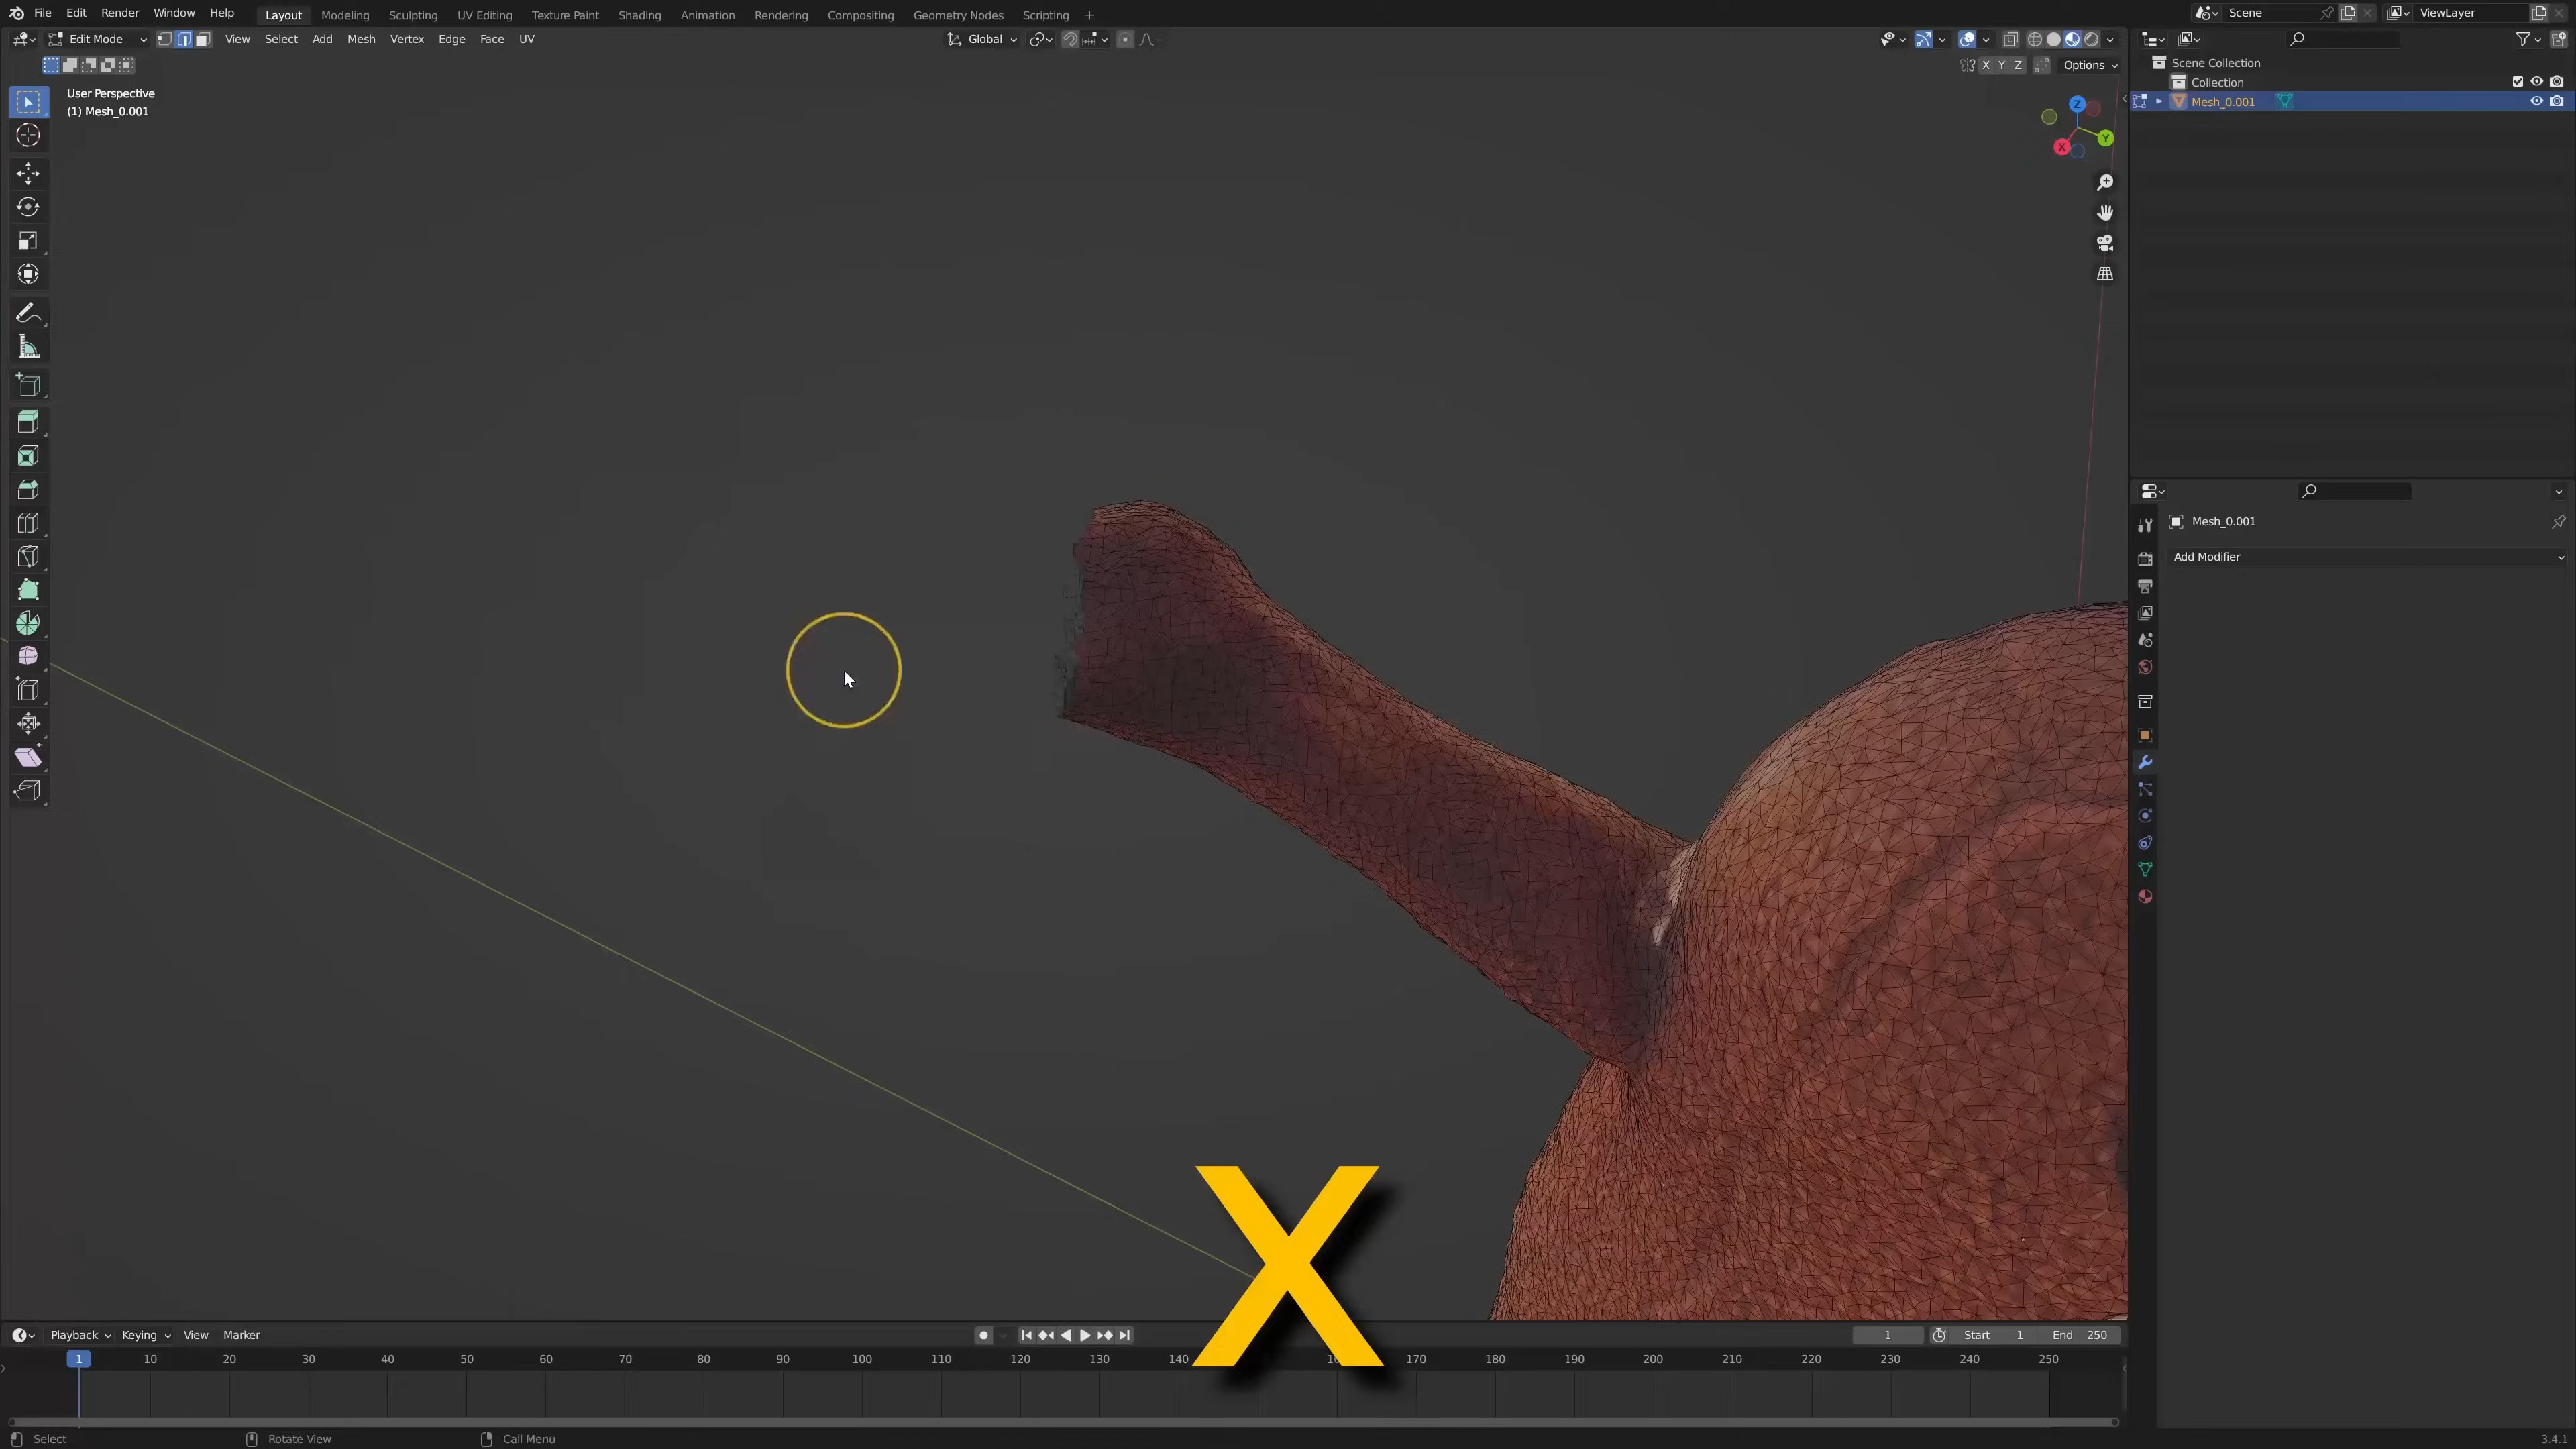 File Edit Render Window Help Layout Modeling Sculpting UV Editing Texture Paint Shading Animation Rendering Compositing Geometry Nodes Scripting + Scene ViewLayer
Edit Mode View Select Add Mesh Vertex Edge Face UV Global
X Y Z Options
User Perspective
(1) Mesh_0.001
Z
Y
X
Scene Collection
Collection
Mesh_0.001
Mesh_0.001
Add Modifier
X
Playback Keying View Marker 1 Start 1 End 250
1 10 20 30 40 50 60 70 80 90 100 110 120 130 140 170 180 190 200 210 220 230 240 250
Select Rotate View Call Menu 3.4.1